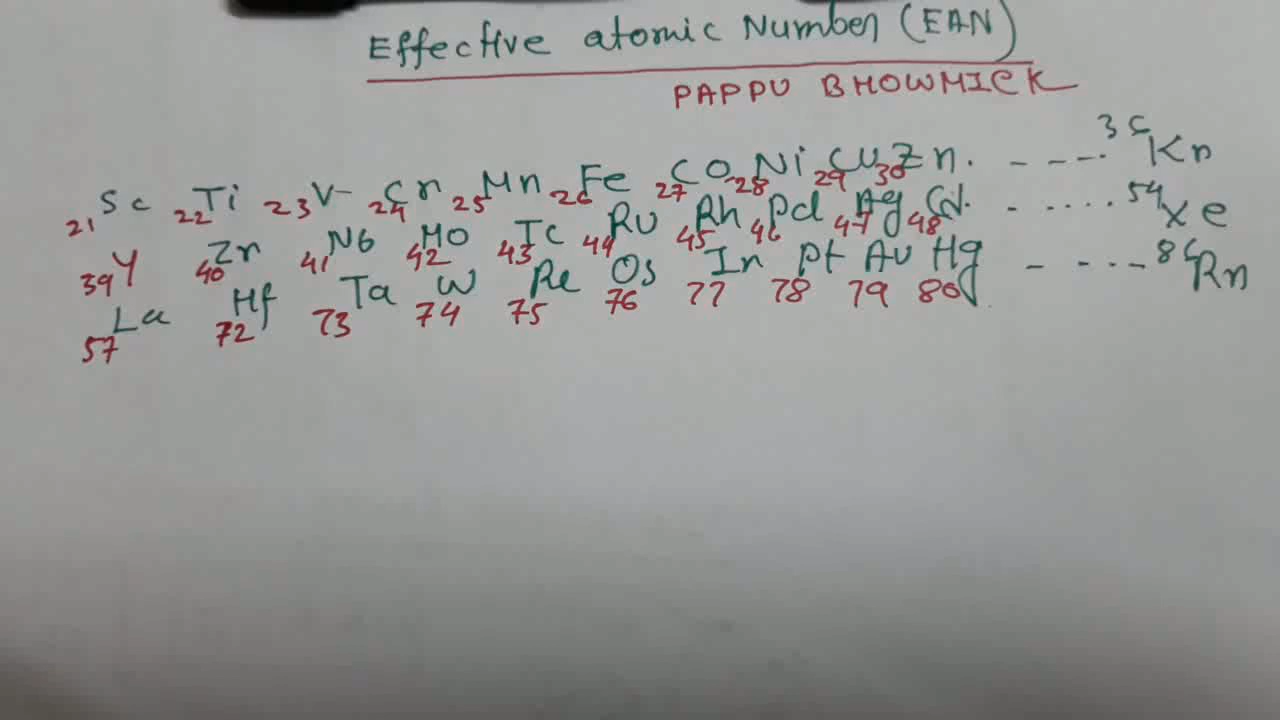 Effective atomic Number (EAN)
PAPPU BHOWMICK
21 Sc 22 Ti 23 V 24 Cr 25 Mn 26 Fe 27 CO 28 Ni 29 CU 30 Zn. - - - - . 36 Kr
39 Y 40 Zr 41 Nb 42 MO 43 Tc 44 RU 45 Rh 46 Pd 47 Ag 48 Cd. - ..... 54 Xe
57 La 72 Hf 73 Ta 74 W 75 Re 76 Os 77 Ir 78 Pt 79 AU 80 Hg - - - - 86 Rn